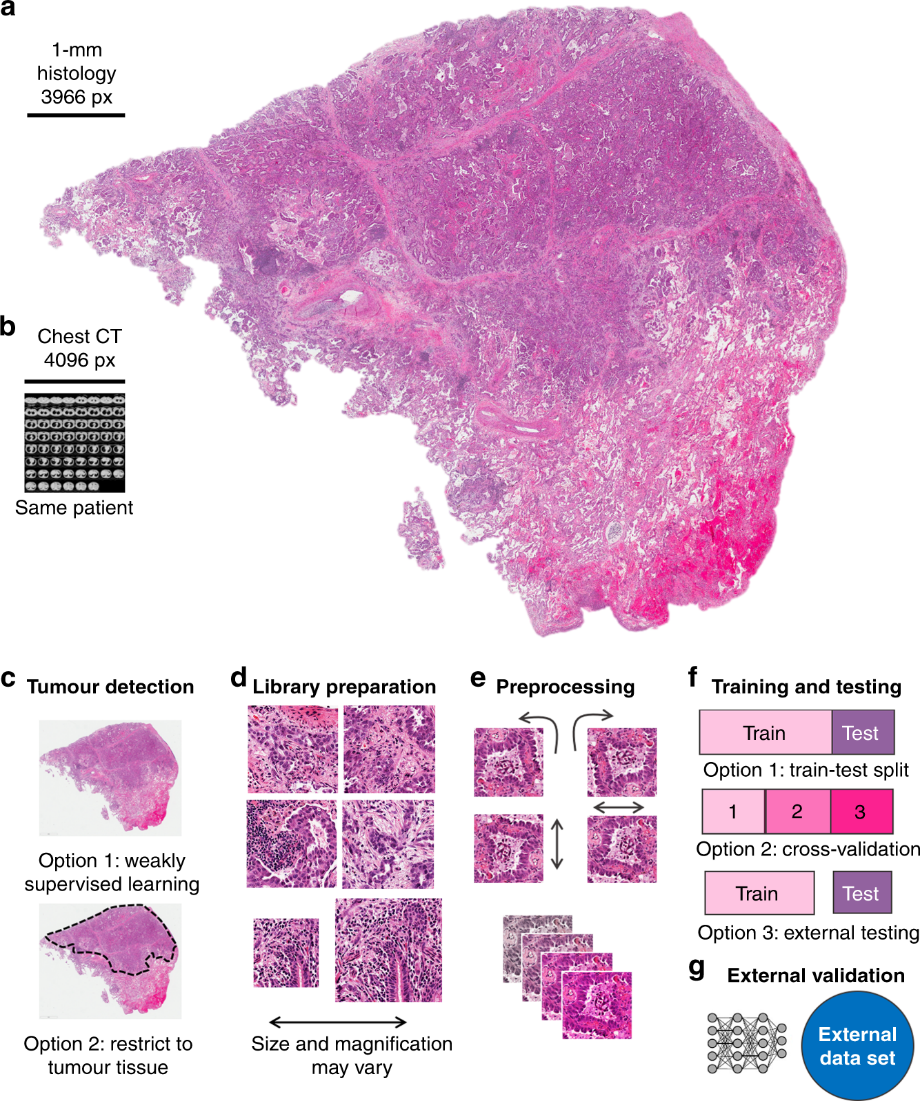 a
1-mm
histology
3966 px
b
Chest CT
4096 px
Same patient
c
Tumour detection
Option 1: weakly
supervised learning
Option 2: restrict to
tumour tissue
d
Library preparation
Size and magnification
may vary
e
Preprocessing
f
Training and testing
Train
Test
Option 1: train-test split
1
2
3
Option 2: cross-validation
Train
Test
Option 3: external testing
g
External validation
External
data set